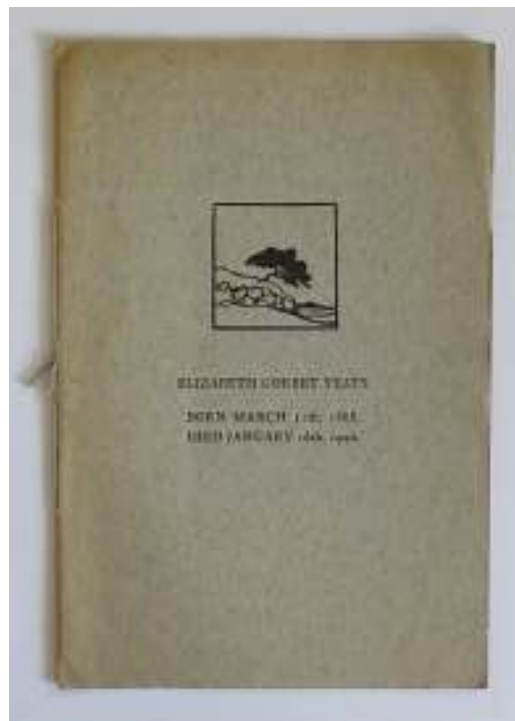 ELIZABETH CORBET YEATS
BORN MARCH 11th, 1868.
DIED JANUARY 16th, 1940.